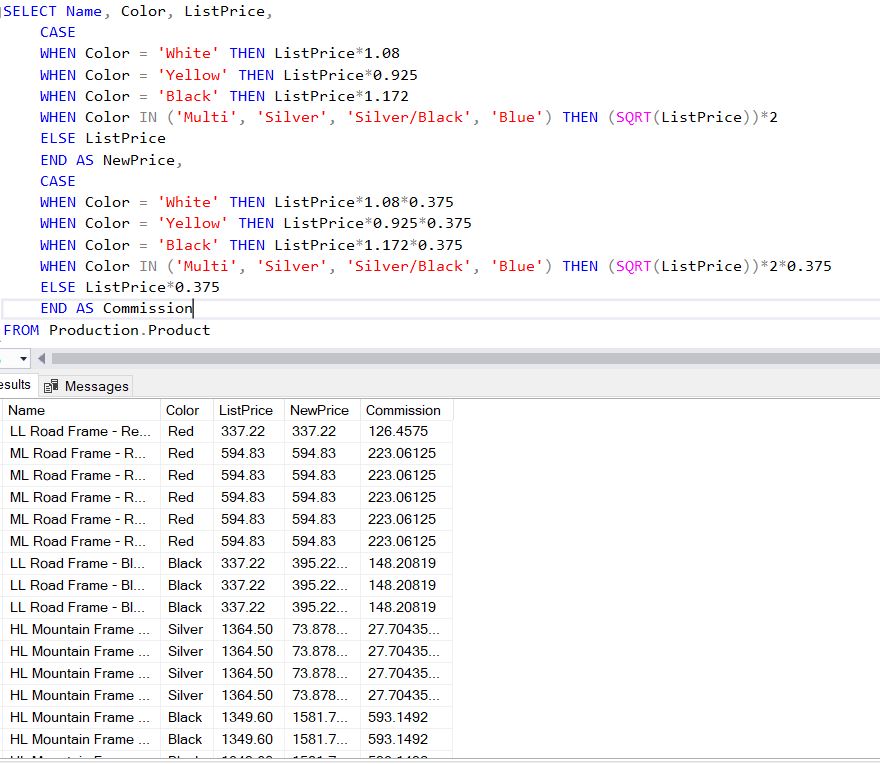 SELECT Name, Color, ListPrice,
CASE
WHEN Color = 'White' THEN ListPrice*1.08
WHEN Color = 'Yellow' THEN ListPrice*0.925
WHEN Color = 'Black' THEN ListPrice*1.172
WHEN Color IN ('Multi', 'Silver', 'Silver/Black', 'Blue') THEN (SQRT(ListPrice))*2
ELSE ListPrice
END AS NewPrice,
CASE
WHEN Color = 'White' THEN ListPrice*1.08*0.375
WHEN Color = 'Yellow' THEN ListPrice*0.925*0.375
WHEN Color = 'Black' THEN ListPrice*1.172*0.375
WHEN Color IN ('Multi', 'Silver', 'Silver/Black', 'Blue') THEN (SQRT(ListPrice))*2*0.375
ELSE ListPrice*0.375
END AS Commission
FROM Production.Product
esults Messages
Name Color ListPrice NewPrice Commission
LL Road Frame - Re... Red 337.22 337.22 126.4575
ML Road Frame - R... Red 594.83 594.83 223.06125
ML Road Frame - R... Red 594.83 594.83 223.06125
ML Road Frame - R... Red 594.83 594.83 223.06125
ML Road Frame - R... Red 594.83 594.83 223.06125
ML Road Frame - R... Red 594.83 594.83 223.06125
LL Road Frame - Bl... Black 337.22 395.22... 148.20819
LL Road Frame - Bl... Black 337.22 395.22... 148.20819
LL Road Frame - Bl... Black 337.22 395.22... 148.20819
HL Mountain Frame ... Silver 1364.50 73.878... 27.70435...
HL Mountain Frame ... Silver 1364.50 73.878... 27.70435...
HL Mountain Frame ... Silver 1364.50 73.878... 27.70435...
HL Mountain Frame ... Silver 1364.50 73.878... 27.70435...
HL Mountain Frame ... Black 1349.60 1581.7... 593.1492
HL Mountain Frame ... Black 1349.60 1581.7... 593.1492